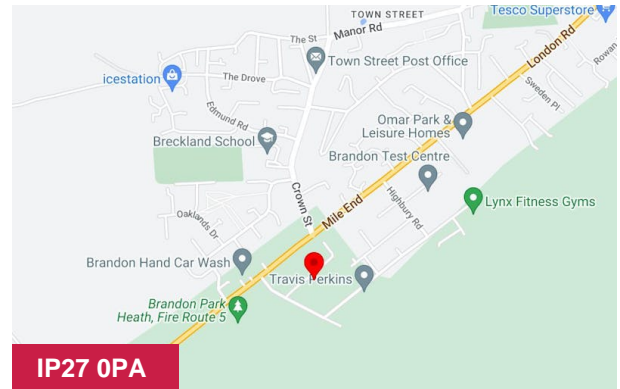 TOWN STREET
Tesco Superstore
The St
Manor Rd
London Rd
Rowan
Town Street Post Office
icestation
The Drove
Sweden Pl
Edmund Rd
Omar Park &
Leisure Homes
Breckland School
Brandon Test Centre
Crown St
Mile End
Highbury Rd
Lynx Fitness Gyms
Oaklands Dr
Brandon Hand Car Wash
Travis Perkins
Brandon Park
Heath, Fire Route 5
IP27 0PA